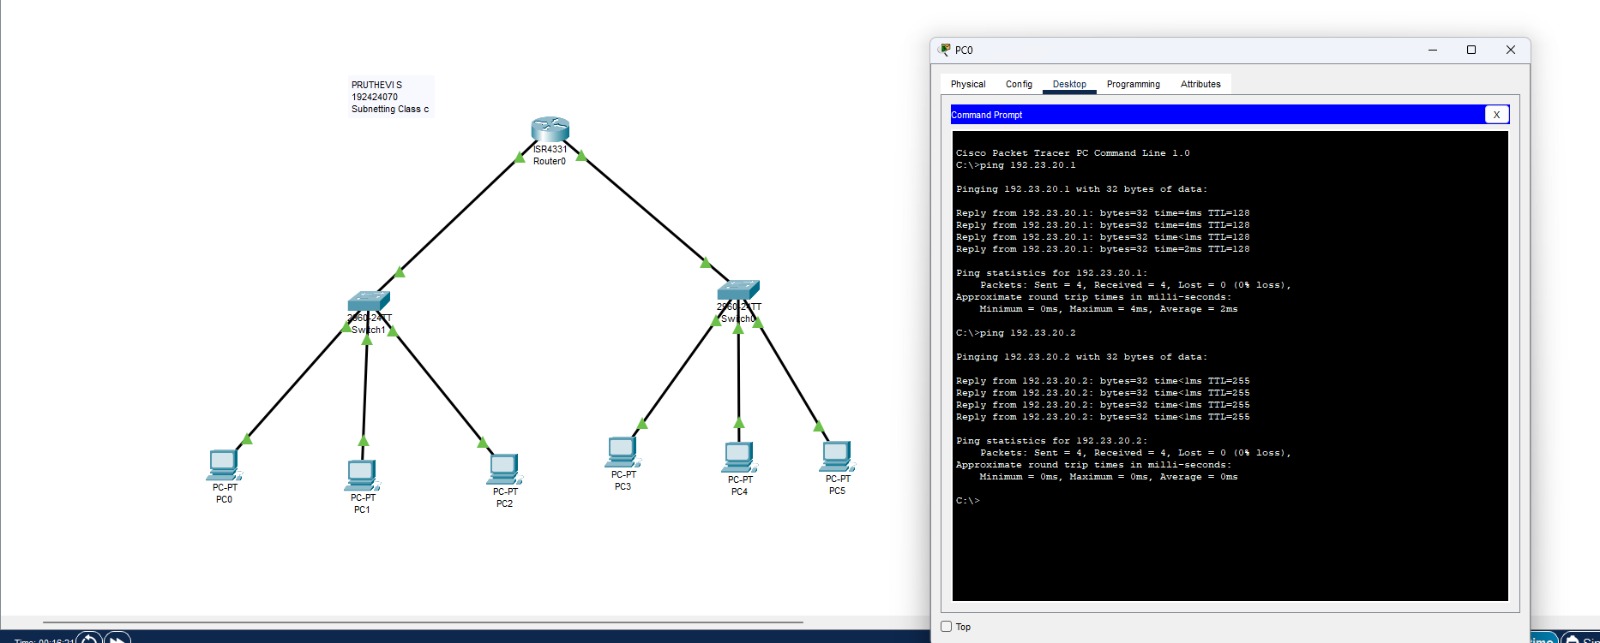 PRUTHEVI S
192424070
Subnetting Class c
ISR4331
Router0
2960-24TT
Switch1
2960-24TT
Switch0
PC-PT
PC0
PC-PT
PC1
PC-PT
PC2
PC-PT
PC3
PC-PT
PC4
PC-PT
PC5
PC0
Physical Config Desktop Programming Attributes
Command Prompt
X
Cisco Packet Tracer PC Command Line 1.0
C:\>ping 192.23.20.1
Pinging 192.23.20.1 with 32 bytes of data:
Reply from 192.23.20.1: bytes=32 time=4ms TTL=128
Reply from 192.23.20.1: bytes=32 time=4ms TTL=128
Reply from 192.23.20.1: bytes=32 time<1ms TTL=128
Reply from 192.23.20.1: bytes=32 time=2ms TTL=128
Ping statistics for 192.23.20.1:
Packets: Sent = 4, Received = 4, Lost = 0 (0% loss),
Approximate round trip times in milli-seconds:
Minimum = 0ms, Maximum = 4ms, Average = 2ms
C:\>ping 192.23.20.2
Pinging 192.23.20.2 with 32 bytes of data:
Reply from 192.23.20.2: bytes=32 time<1ms TTL=255
Reply from 192.23.20.2: bytes=32 time<1ms TTL=255
Reply from 192.23.20.2: bytes=32 time<1ms TTL=255
Reply from 192.23.20.2: bytes=32 time<1ms TTL=255
Ping statistics for 192.23.20.2:
Packets: Sent = 4, Received = 4, Lost = 0 (0% loss),
Approximate round trip times in milli-seconds:
Minimum = 0ms, Maximum = 0ms, Average = 0ms
C:\>
Top
Time: 00:16:21